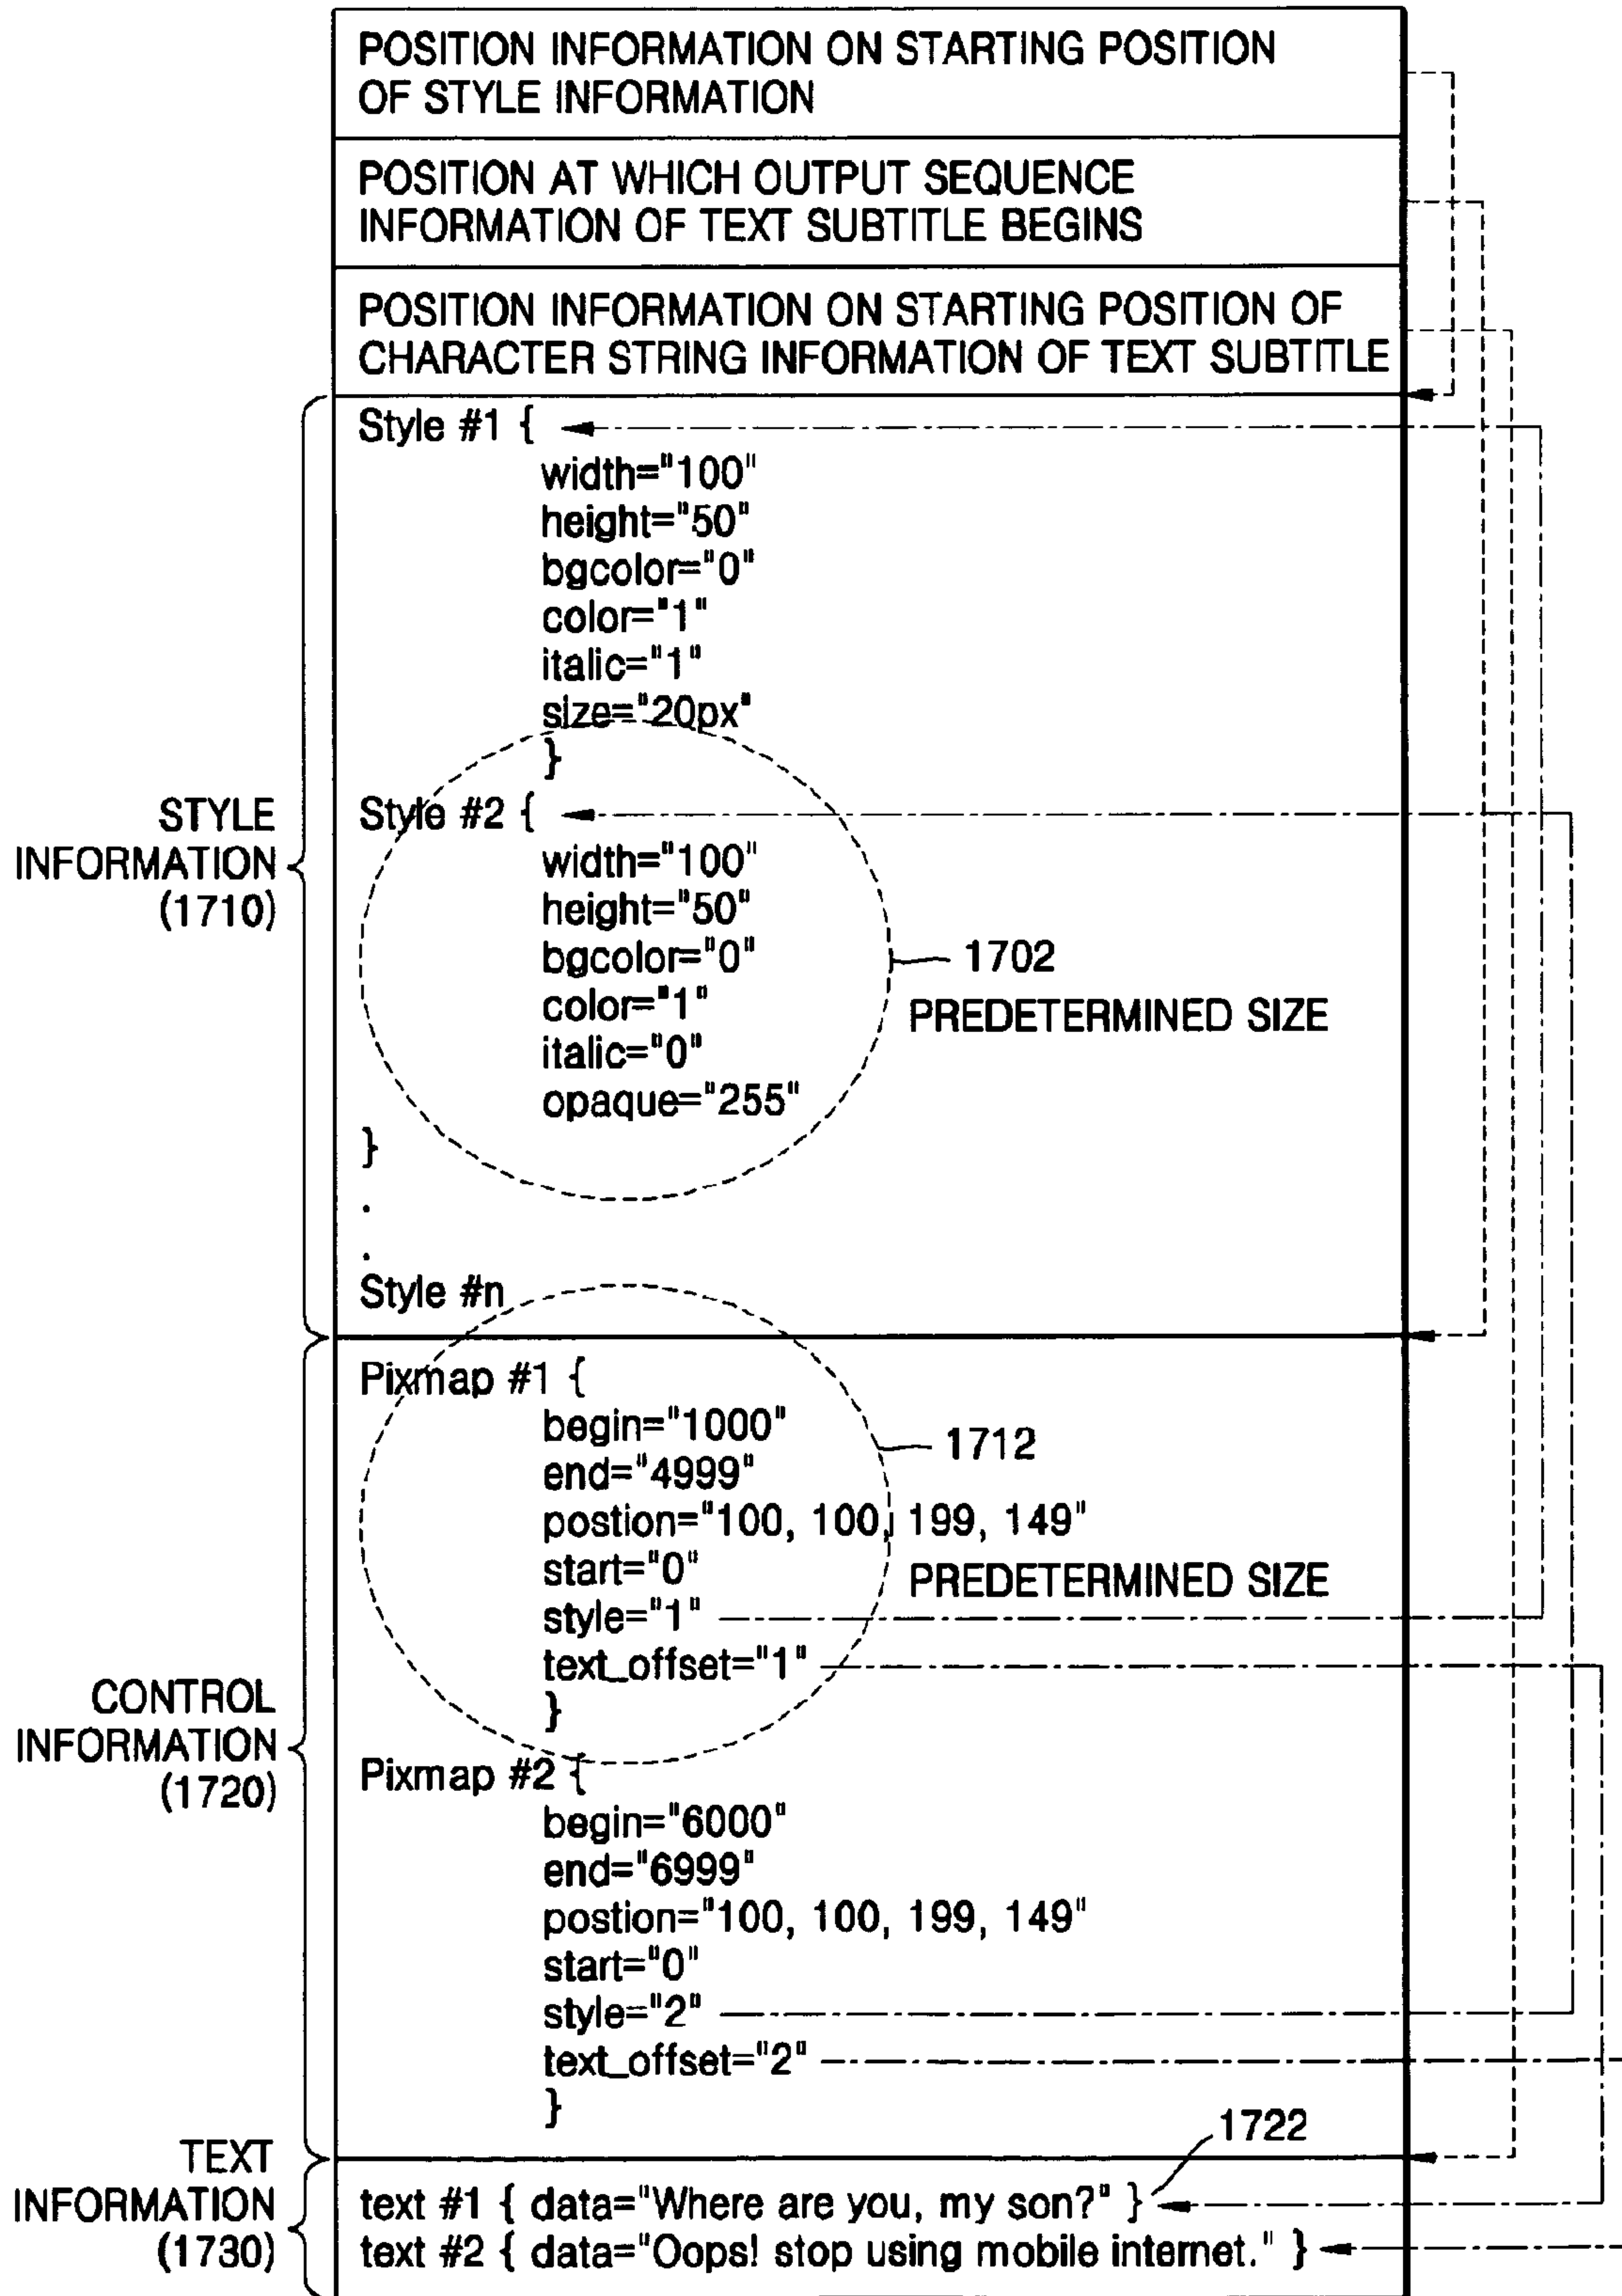 POSITION INFORMATION ON STARTING POSITION
OF STYLE INFORMATION
POSITION AT WHICH OUTPUT SEQUENCE
INFORMATION OF TEXT SUBTITLE BEGINS
POSITION INFORMATION ON STARTING POSITION OF
CHARACTER STRING INFORMATION OF TEXT SUBTITLE
STYLE
INFORMATION
(1710)
Style #1 {
width="100"
height="50"
bgcolor="0"
color="1"
italic="1"
size="20px"
}
Style #2 {
width="100"
height="50"
bgcolor="0"
color="1"
italic="0"
opaque="255"
}
.
.
Style #n
1702
PREDETERMINED SIZE
CONTROL
INFORMATION
(1720)
Pixmap #1 {
begin="1000"
end="4999"
postion="100, 100, 199, 149"
start="0"
style="1"
text_offset="1"
}
1712
PREDETERMINED SIZE
Pixmap #2 {
begin="6000"
end="6999"
postion="100, 100, 199, 149"
start="0"
style="2"
text_offset="2"
}
TEXT
INFORMATION
(1730)
1722
text #1 { data="Where are you, my son?" }
text #2 { data="Oops! stop using mobile internet." }